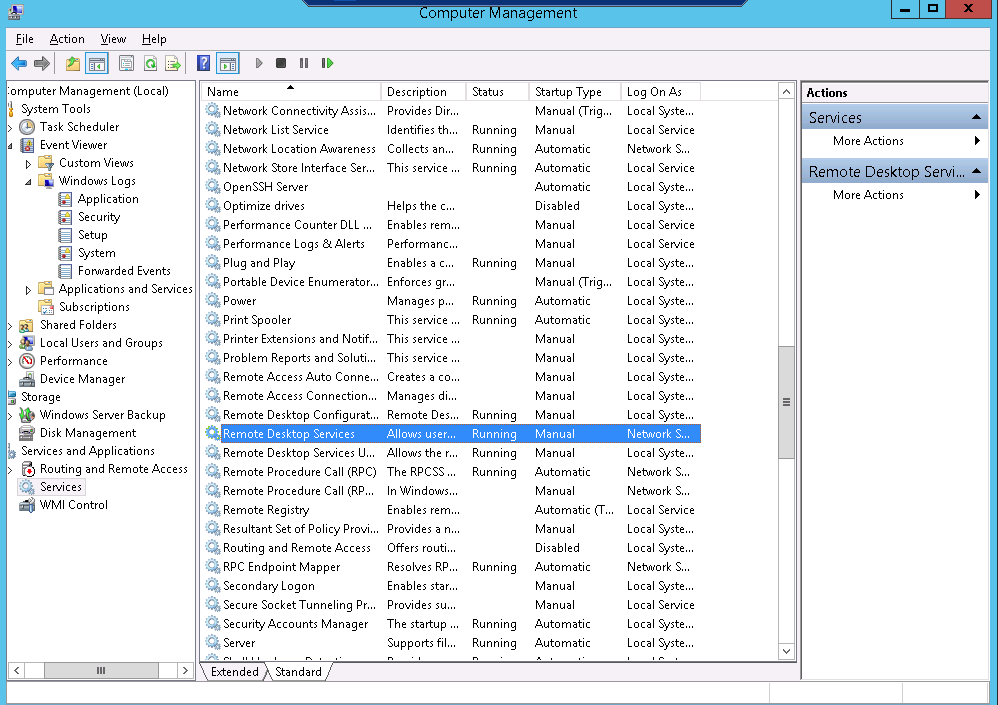 Computer Management
File Action View Help
Computer Management (Local)
System Tools
Task Scheduler
Event Viewer
Custom Views
Windows Logs
Application
Security
Setup
System
Forwarded Events
Applications and Services
Subscriptions
Shared Folders
Local Users and Groups
Performance
Device Manager
Storage
Windows Server Backup
Disk Management
Services and Applications
Routing and Remote Access
Services
WMI Control
Name Description Status Startup Type Log On As
Network Connectivity Assis... Provides Dir... Manual (Trig... Local Syste...
Network List Service Identifies th... Running Manual Local Service
Network Location Awareness Collects an... Running Automatic Network S...
Network Store Interface Ser... This service ... Running Automatic Local Service
OpenSSH Server Automatic Local Syste...
Optimize drives Helps the c... Disabled Local Syste...
Performance Counter DLL ... Enables rem... Manual Local Service
Performance Logs & Alerts Performanc... Manual Local Service
Plug and Play Enables a c... Running Manual Local Syste...
Portable Device Enumerator... Enforces gr... Manual (Trig... Local Syste...
Power Manages p... Running Automatic Local Syste...
Print Spooler This service ... Running Automatic Local Syste...
Printer Extensions and Notif... This service ... Manual Local Syste...
Problem Reports and Soluti... This service ... Manual Local Syste...
Remote Access Auto Conne... Creates a co... Manual Local Syste...
Remote Access Connection... Manages di... Manual Local Syste...
Remote Desktop Configurat... Remote Des... Running Manual Local Syste...
Remote Desktop Services Allows user... Running Manual Network S...
Remote Desktop Services U... Allows the r... Running Manual Local Syste...
Remote Procedure Call (RPC) The RPCSS ... Running Automatic Network S...
Remote Procedure Call (RP... In Windows... Manual Network S...
Remote Registry Enables rem... Automatic (T... Local Service
Resultant Set of Policy Provi... Provides a n... Manual Local Syste...
Routing and Remote Access Offers routi... Disabled Local Syste...
RPC Endpoint Mapper Resolves RP... Running Automatic Network S...
Secondary Logon Enables star... Manual Local Syste...
Secure Socket Tunneling Pr... Provides su... Manual Local Service
Security Accounts Manager The startup ... Running Automatic Local Syste...
Server Supports fil... Running Automatic Local Syste...
Extended Standard
Actions
Services
More Actions
Remote Desktop Servi...
More Actions